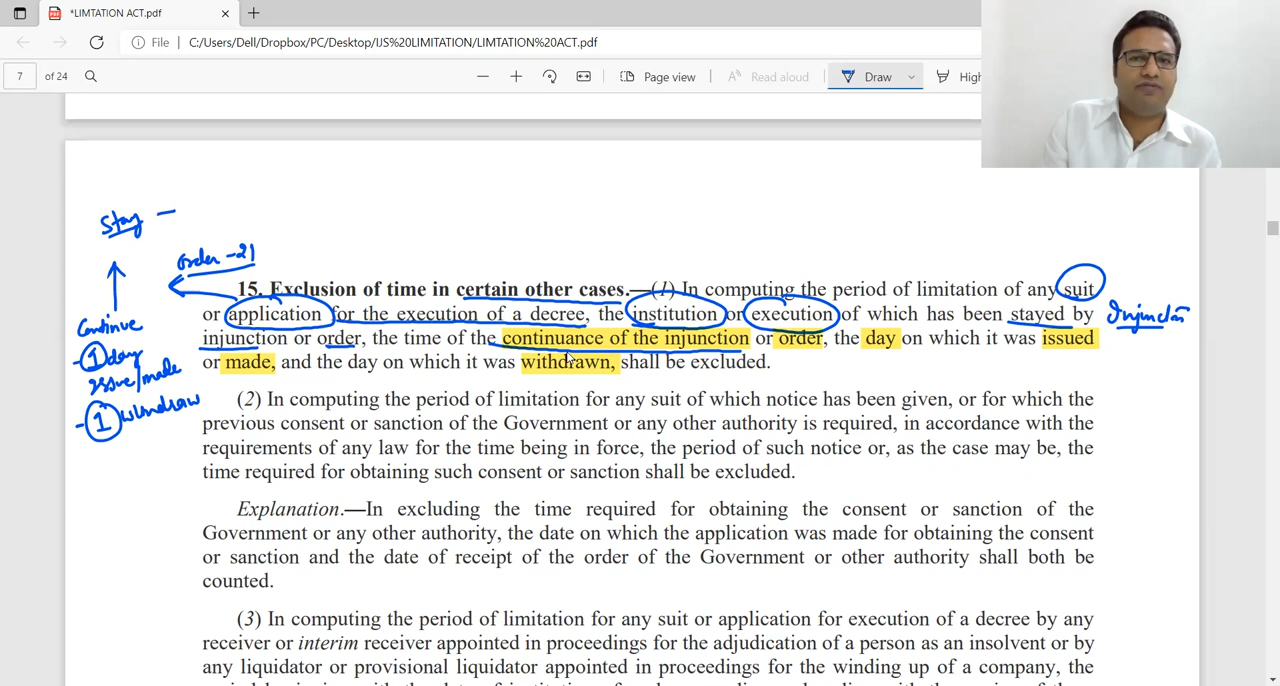 *LIMTATION ACT.pdf
File | C:/Users/Dell/Dropbox/PC/Desktop/IJS%20LIMITATION/LIMTATION%20ACT.pdf
7 of 24
Page view
Read aloud
Draw
High
Stay -
Order -21
15. Exclusion of time in certain other cases.—(1) In computing the period of limitation of any suit
or application for the execution of a decree, the institution or execution of which has been stayed by
Injunction
injunction or order, the time of the continuance of the injunction or order, the day on which it was issued
or made, and the day on which it was withdrawn, shall be excluded.
Continue
-1 day
issue/made
-1 withdraw
(2) In computing the period of limitation for any suit of which notice has been given, or for which the
previous consent or sanction of the Government or any other authority is required, in accordance with the
requirements of any law for the time being in force, the period of such notice or, as the case may be, the
time required for obtaining such consent or sanction shall be excluded.
Explanation.—In excluding the time required for obtaining the consent or sanction of the
Government or any other authority, the date on which the application was made for obtaining the consent
or sanction and the date of receipt of the order of the Government or other authority shall both be
counted.
(3) In computing the period of limitation for any suit or application for execution of a decree by any
receiver or interim receiver appointed in proceedings for the adjudication of a person as an insolvent or by
any liquidator or provisional liquidator appointed in proceedings for the winding up of a company, the